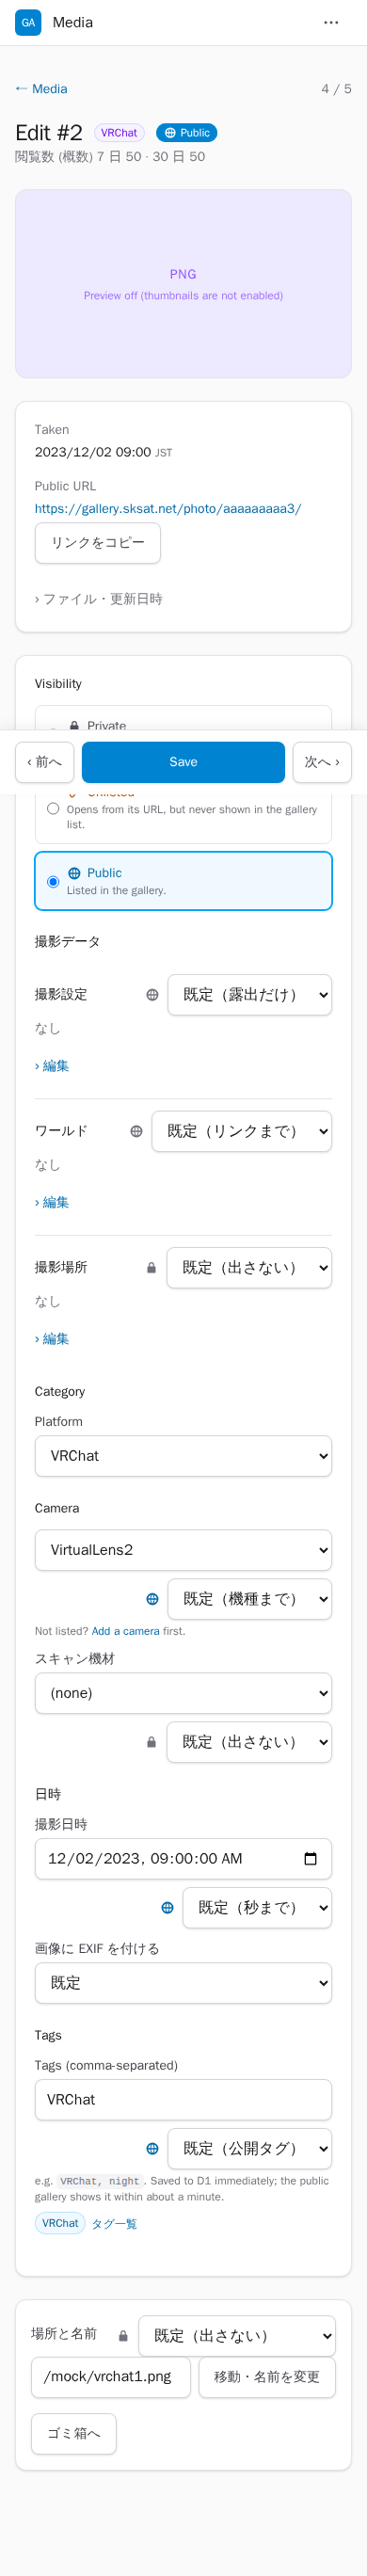 GA Media ···
← Media 4 / 5
Edit #2 VRChat Public
閲覧数 (概数) 7 日 50 · 30 日 50
PNG
Preview off (thumbnails are not enabled)
Taken
2023/12/02 09:00 JST
Public URL
https://gallery.sksat.net/photo/aaaaaaaaa3/
リンクをコピー
› ファイル・更新日時
Visibility
Private
‹ 前へ Save 次へ ›
Unlisted
Opens from its URL, but never shown in the gallery
list.
Public
Listed in the gallery.
撮影データ
撮影設定 既定（露出だけ）
なし
› 編集
ワールド 既定（リンクまで）
なし
› 編集
撮影場所 既定（出さない）
なし
› 編集
Category
Platform
VRChat
Camera
VirtualLens2
既定（機種まで）
Not listed? Add a camera first.
スキャン機材
(none)
既定（出さない）
日時
撮影日時
12/02/2023, 09:00:00 AM
既定（秒まで）
画像に EXIF を付ける
既定
Tags
Tags (comma-separated)
VRChat
既定（公開タグ）
e.g. VRChat, night. Saved to D1 immediately; the public
gallery shows it within about a minute.
VRChat タグ一覧
場所と名前 既定（出さない）
/mock/vrchat1.png 移動・名前を変更
ゴミ箱へ